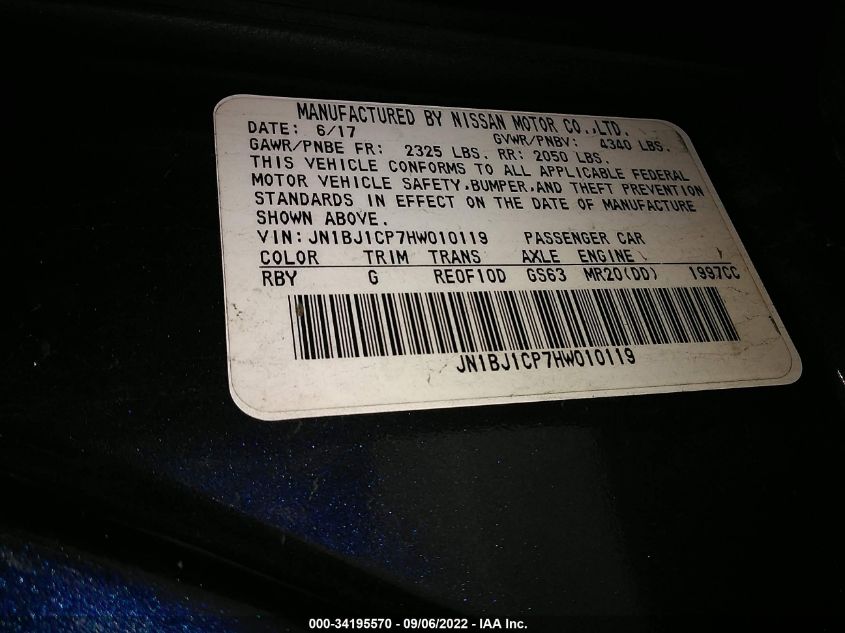 MANUFACTURED BY NISSAN MOTOR CO.,LTD.
DATE: 6/17 GVWR/PNBV: 4340 LBS.
GAWR/PNBE FR: 2325 LBS. RR: 2050 LBS.
THIS VEHICLE CONFORMS TO ALL APPLICABLE FEDERAL
MOTOR VEHICLE SAFETY,BUMPER,AND THEFT PREVENTION
STANDARDS IN EFFECT ON THE DATE OF MANUFACTURE
SHOWN ABOVE.
VIN:JN1BJ1CP7HW010119 PASSENGER CAR
COLOR TRIM TRANS AXLE ENGINE
RBY G RE0F10D GS63 MR20(DD) 1997CC
JN1BJ1CP7HW010119
000-34195570 - 09/06/2022 - IAA Inc.